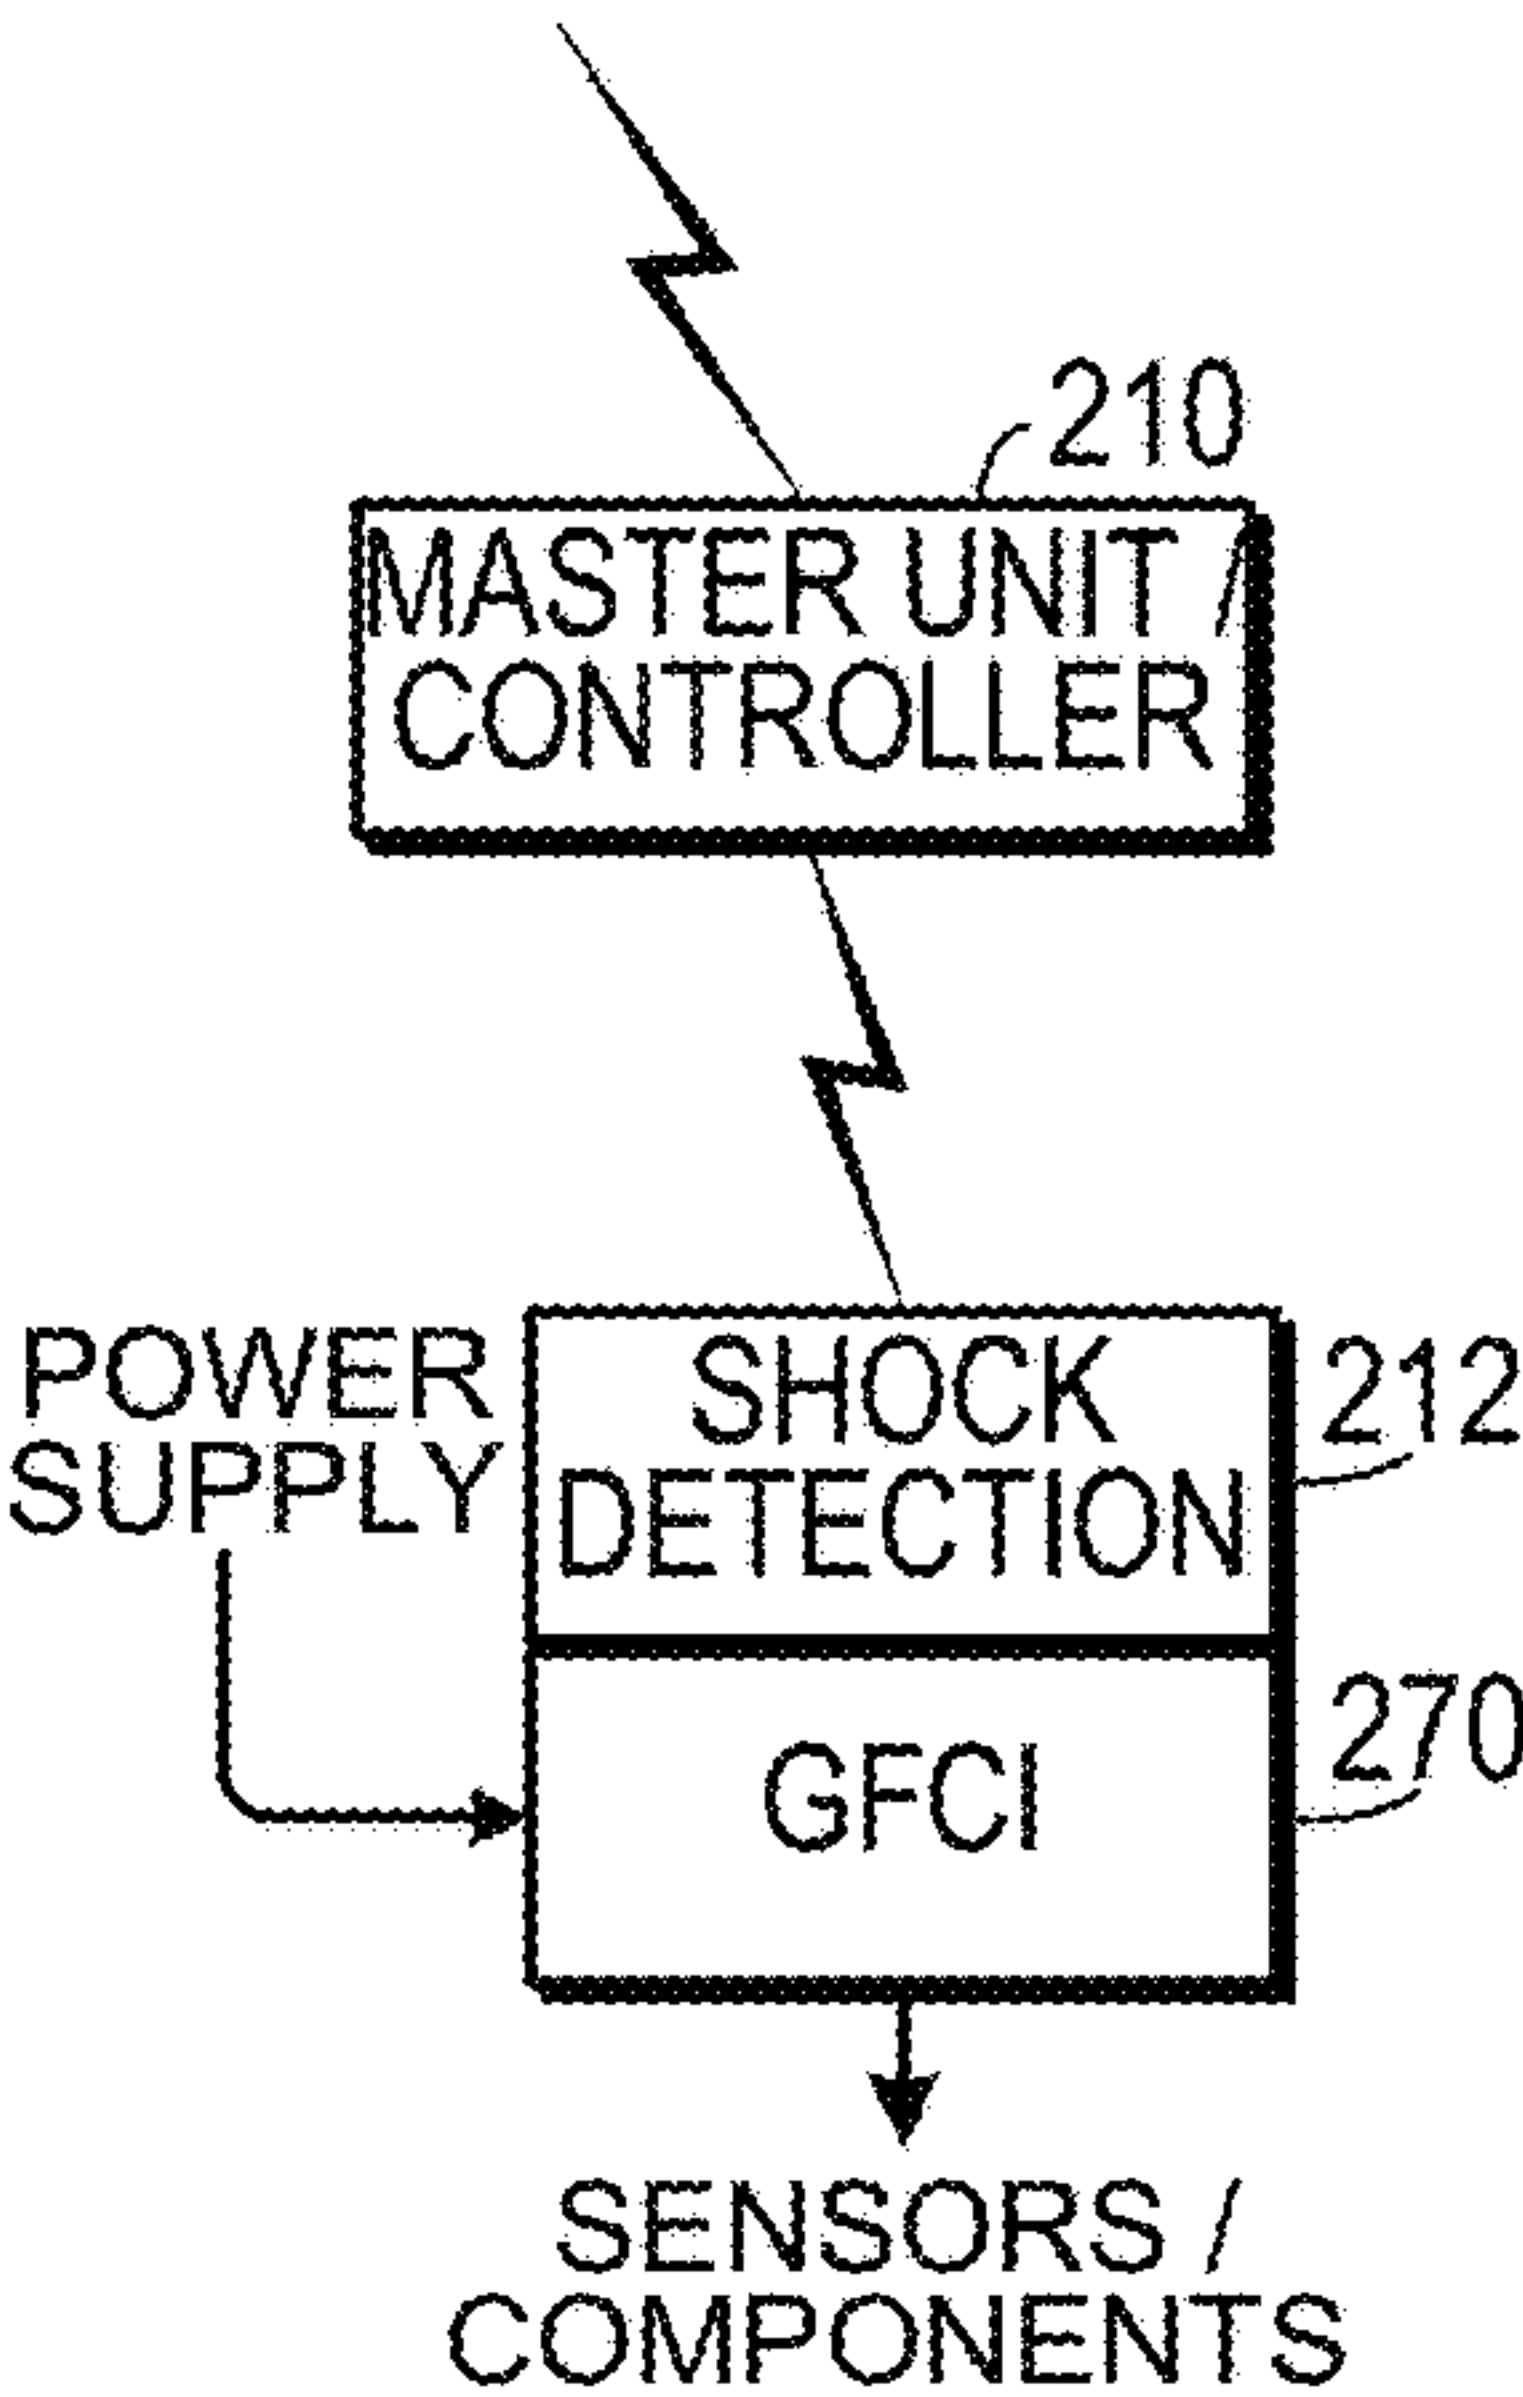 210
MASTER UNIT /
CONTROLLER
POWER
SUPPLY
SHOCK
DETECTION
212
GFCI
270
SENSORS /
COMPONENTS